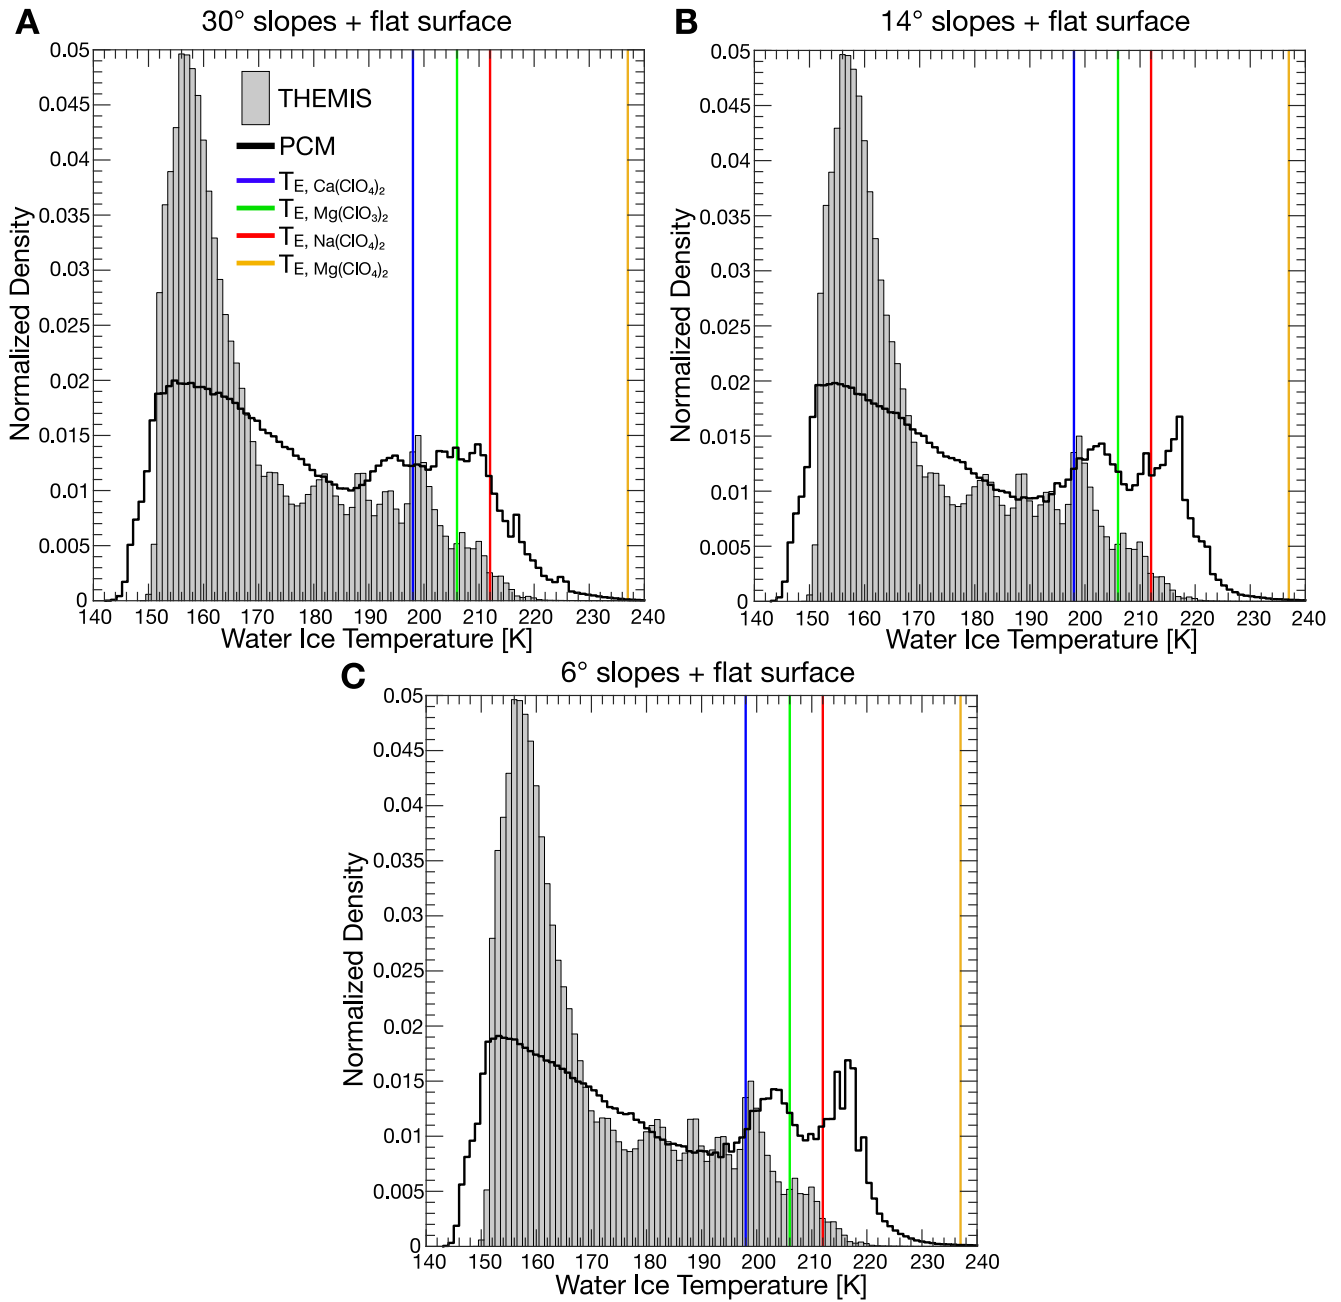 A
30° slopes + flat surface
0.05
0.045
0.04
0.035
0.03
0.025
0.02
0.015
0.01
0.005
0
Normalized Density
THEMIS
PCM
T E, Ca(ClO₄)₂
T E, Mg(ClO₃)₂
T E, Na(ClO₄)₂
T E, Mg(ClO₄)₂
140 150 160 170 180 190 200 210 220 230 240
Water Ice Temperature [K]
B
14° slopes + flat surface
0.05
0.045
0.04
0.035
0.03
0.025
0.02
0.015
0.01
0.005
0
Normalized Density
140 150 160 170 180 190 200 210 220 230 240
Water Ice Temperature [K]
C
6° slopes + flat surface
0.05
0.045
0.04
0.035
0.03
0.025
0.02
0.015
0.01
0.005
0
Normalized Density
140 150 160 170 180 190 200 210 220 230 240
Water Ice Temperature [K]